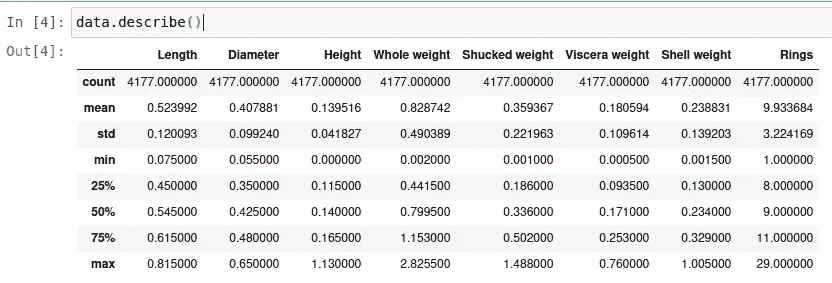 In [4]: data.describe()
Out[4]:
Length Diameter Height Whole weight Shucked weight Viscera weight Shell weight Rings
count 4177.000000 4177.000000 4177.000000 4177.000000 4177.000000 4177.000000 4177.000000 4177.000000
mean 0.523992 0.407881 0.139516 0.828742 0.359367 0.180594 0.238831 9.933684
std 0.120093 0.099240 0.041827 0.490389 0.221963 0.109614 0.139203 3.224169
min 0.075000 0.055000 0.000000 0.002000 0.001000 0.000500 0.001500 1.000000
25% 0.450000 0.350000 0.115000 0.441500 0.186000 0.093500 0.130000 8.000000
50% 0.545000 0.425000 0.140000 0.799500 0.336000 0.171000 0.234000 9.000000
75% 0.615000 0.480000 0.165000 1.153000 0.502000 0.253000 0.329000 11.000000
max 0.815000 0.650000 1.130000 2.825500 1.488000 0.760000 1.005000 29.000000